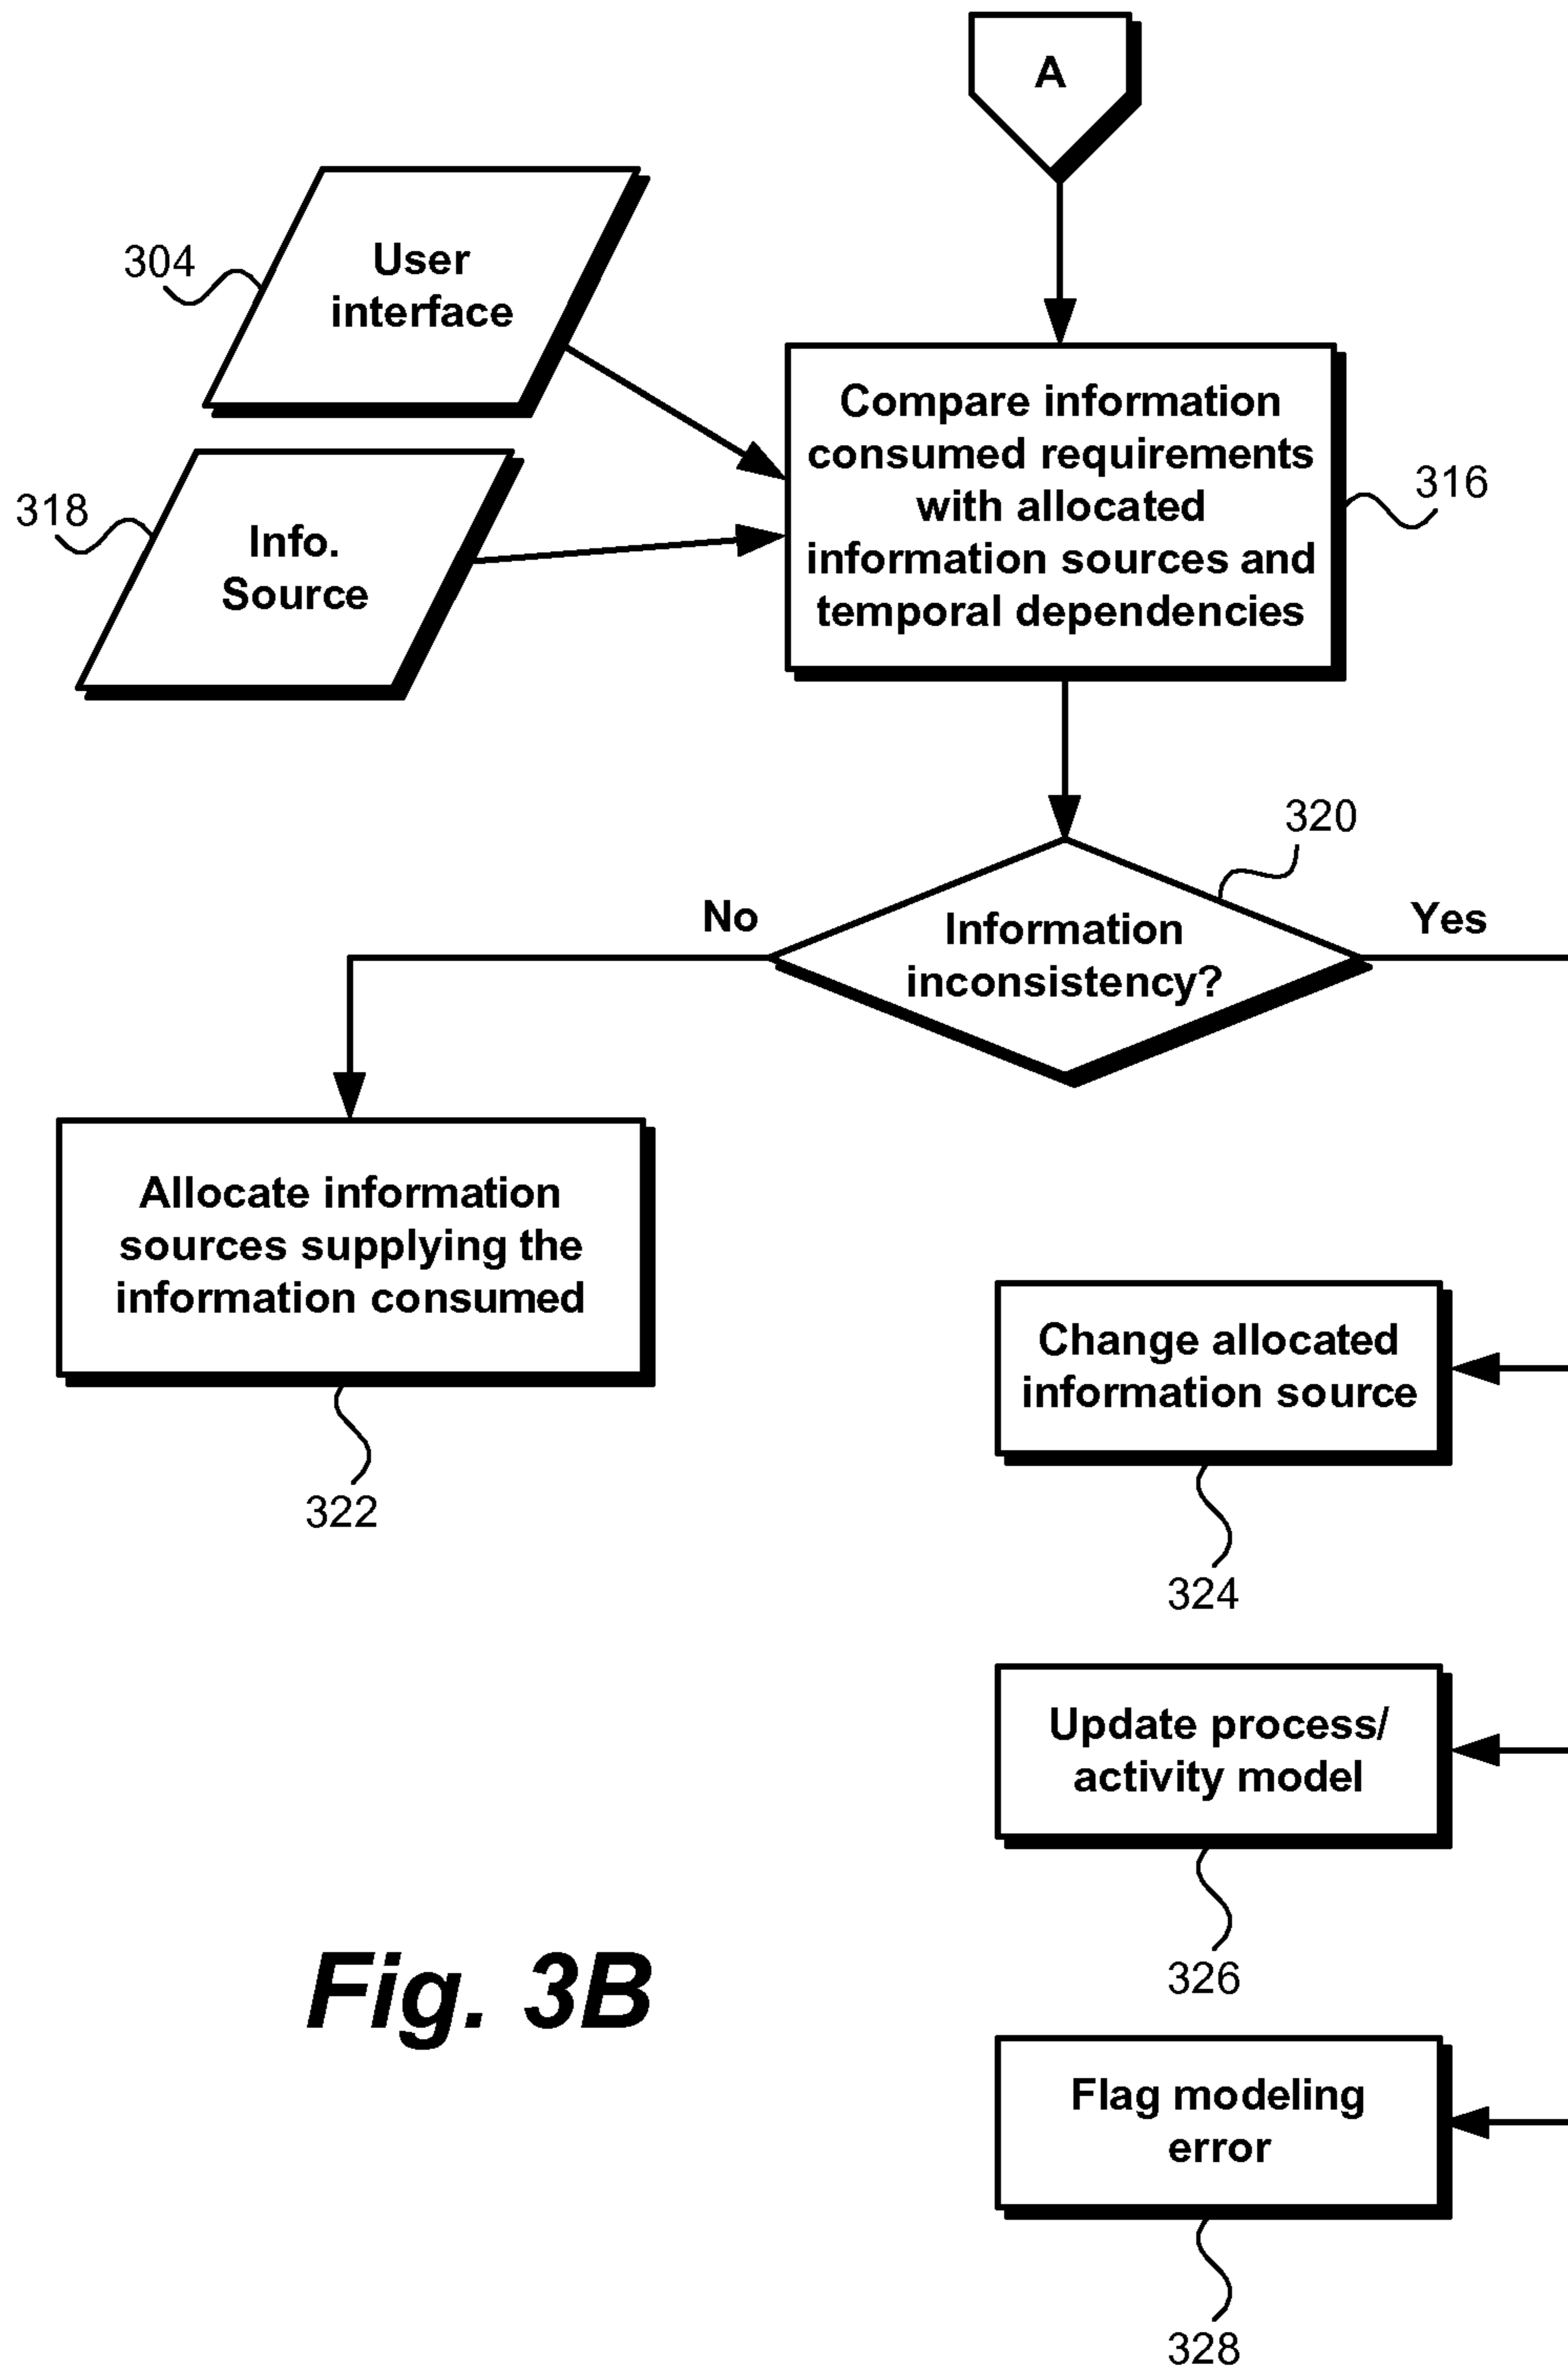 A
304
User
interface
318
Info.
Source
Compare information
consumed requirements
with allocated
information sources and
temporal dependencies
316
320
No
Information
inconsistency?
Yes
Allocate information
sources supplying the
information consumed
322
Change allocated
information source
324
Update process/
activity model
326
Fig. 3B
Flag modeling
error
328